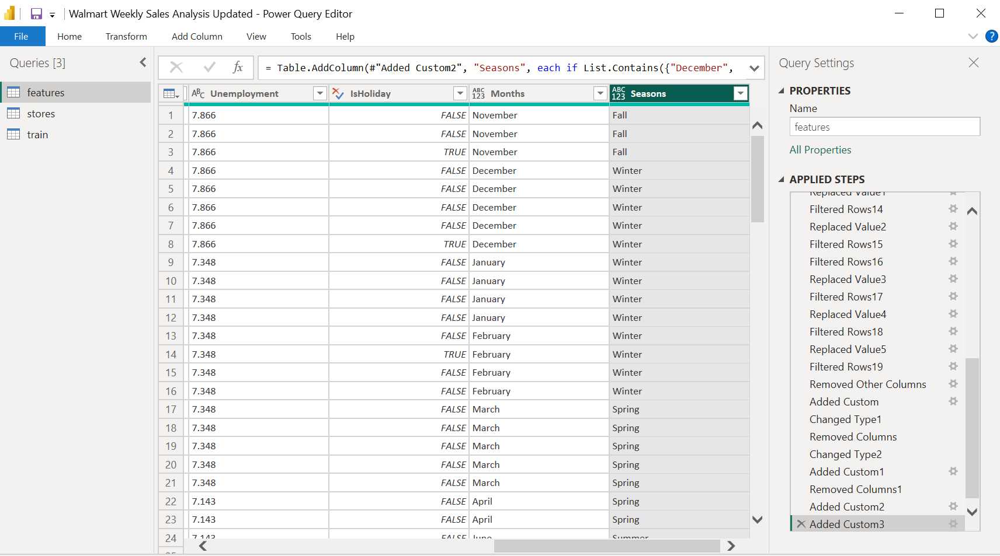 Walmart Weekly Sales Analysis Updated - Power Query Editor
File Home Transform Add Column View Tools Help ?
Queries [3]
features
stores
train
fx = Table.AddColumn(#"Added Custom2", "Seasons", each if List.Contains({"December",
ABC Unemployment IsHoliday ABC 123 Months ABC 123 Seasons
1 7.866 FALSE November Fall
2 7.866 FALSE November Fall
3 7.866 TRUE November Fall
4 7.866 FALSE December Winter
5 7.866 FALSE December Winter
6 7.866 FALSE December Winter
7 7.866 FALSE December Winter
8 7.866 TRUE December Winter
9 7.348 FALSE January Winter
10 7.348 FALSE January Winter
11 7.348 FALSE January Winter
12 7.348 FALSE January Winter
13 7.348 FALSE February Winter
14 7.348 TRUE February Winter
15 7.348 FALSE February Winter
16 7.348 FALSE February Winter
17 7.348 FALSE March Spring
18 7.348 FALSE March Spring
19 7.348 FALSE March Spring
20 7.348 FALSE March Spring
21 7.348 FALSE March Spring
22 7.143 FALSE April Spring
23 7.143 FALSE April Spring
24 7.143 FALSE June Summer
Query Settings
PROPERTIES
Name
features
All Properties
APPLIED STEPS
Replaced Value1
Filtered Rows14
Replaced Value2
Filtered Rows15
Filtered Rows16
Replaced Value3
Filtered Rows17
Replaced Value4
Filtered Rows18
Replaced Value5
Filtered Rows19
Removed Other Columns
Added Custom
Changed Type1
Removed Columns
Changed Type2
Added Custom1
Removed Columns1
Added Custom2
Added Custom3